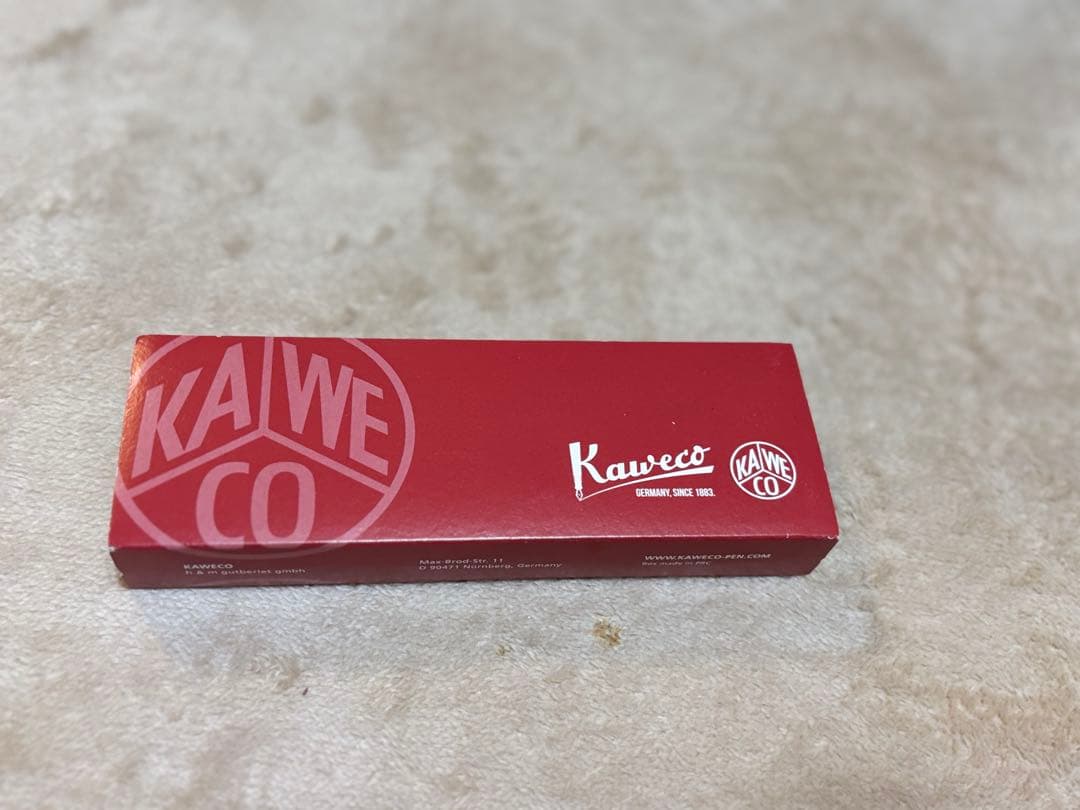 KA WE CO
Kaweco
GERMANY, SINCE 1883.
KA WE CO
KAWECO
h & m gutberlet gmbh
Max-Brod-Str. 11
D 90471 Nürnberg, Germany
WWW.KAWECO-PEN.COM
Box made in PRC